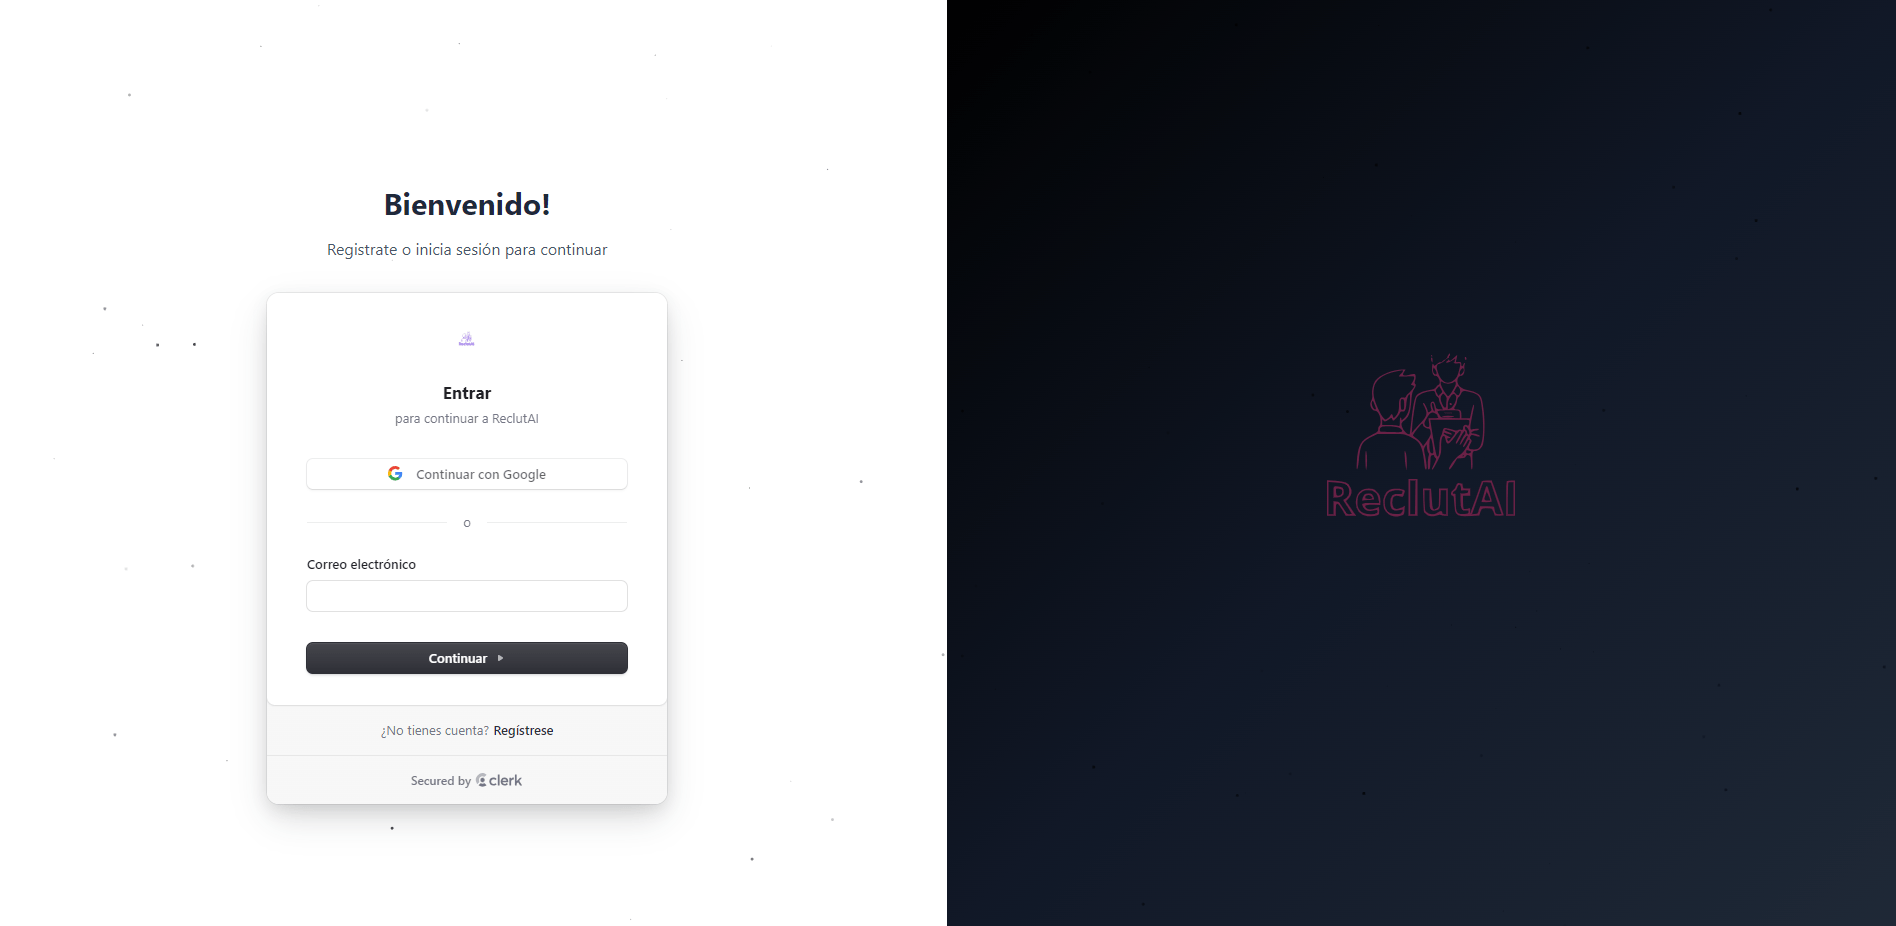 Bienvenido!
Registrate o inicia sesión para continuar
Entrar
para continuar a ReclutAI
Continuar con Google
o
Correo electrónico
Continuar
¿No tienes cuenta? Regístrese
Secured by clerk
ReclutAI